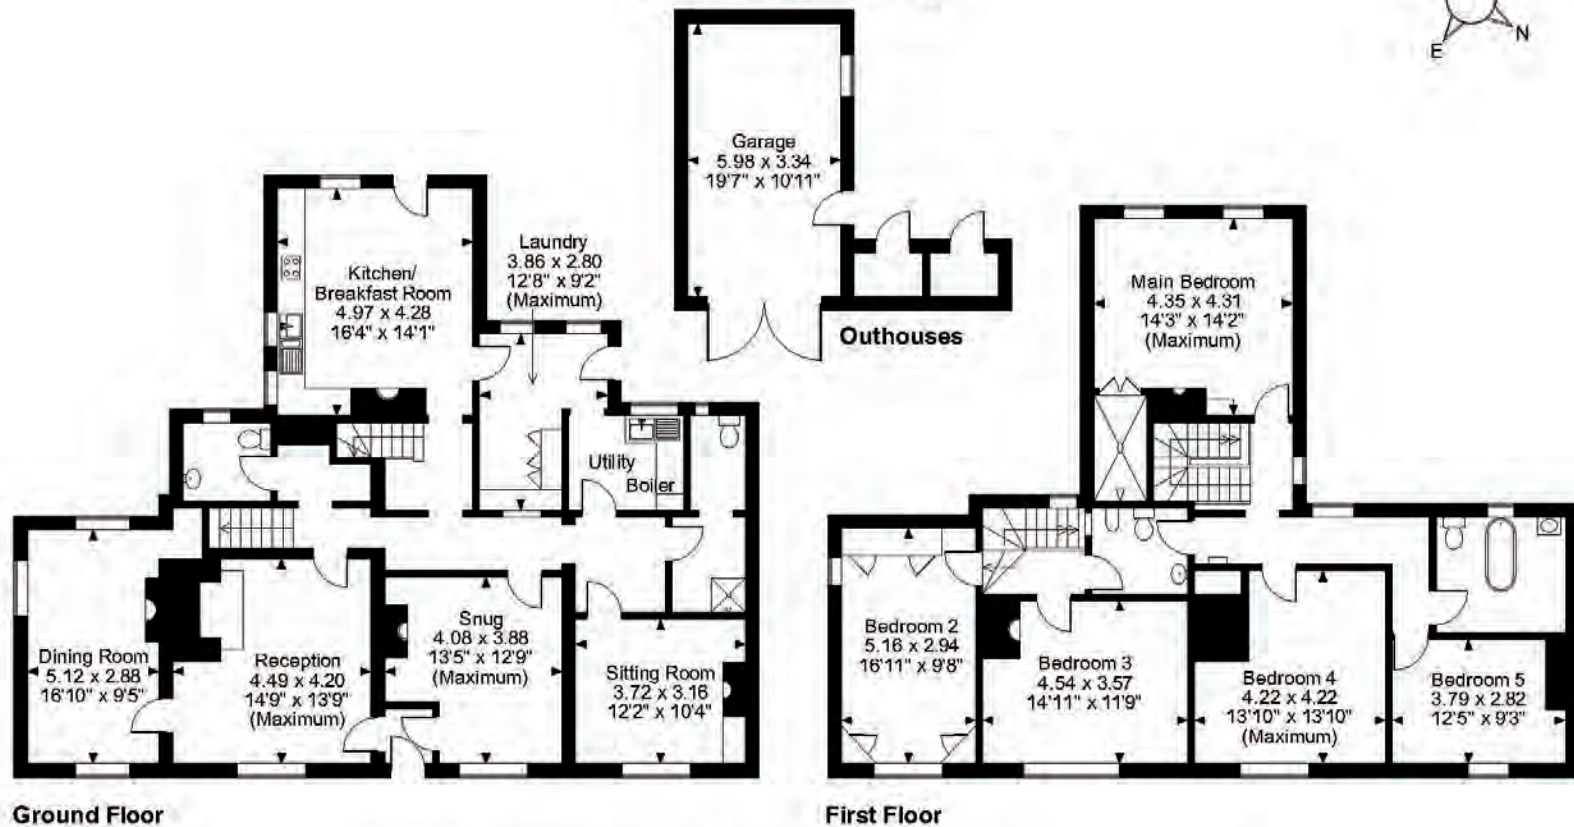 E
N
Garage
5.98 x 3.34
19'7" x 10'11"
Outhouses
Laundry
3.86 x 2.80
12'8" x 9'2"
(Maximum)
Kitchen/
Breakfast Room
4.97 x 4.28
16'4" x 14'1"
Utility
Boiler
Dining Room
5.12 x 2.88
16'10" x 9'5"
Reception
4.49 x 4.20
14'9" x 13'9"
(Maximum)
Snug
4.08 x 3.88
13'5" x 12'9"
(Maximum)
Sitting Room
3.72 x 3.16
12'2" x 10'4"
Ground Floor
Main Bedroom
4.35 x 4.31
14'3" x 14'2"
(Maximum)
Bedroom 2
5.16 x 2.94
16'11" x 9'8"
Bedroom 3
4.54 x 3.57
14'11" x 11'9"
Bedroom 4
4.22 x 4.22
13'10" x 13'10"
(Maximum)
Bedroom 5
3.79 x 2.82
12'5" x 9'3"
First Floor